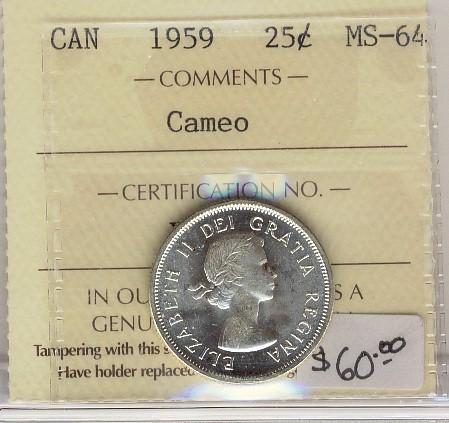 CAN 1959 25¢ MS-64
— COMMENTS —
Cameo
— CERTIFICATION NO. —
IN OU S A
GENU
Tampering with this s
Have holder replaced g
ELIZABETH II DEI GRATIA REGINA
$60.00